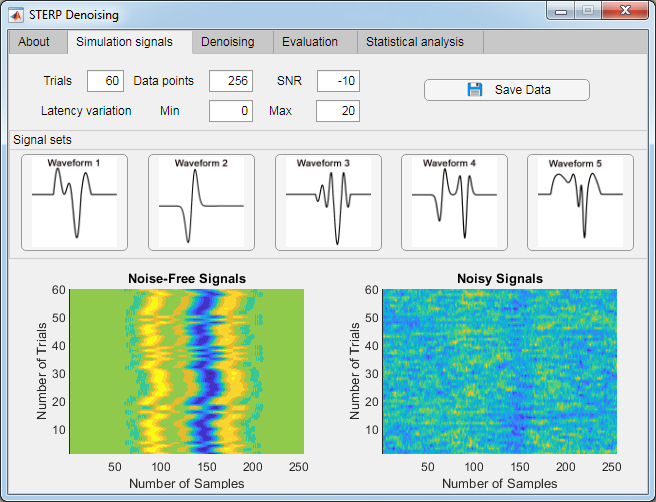 STERP Denoising
About Simulation signals Denoising Evaluation Statistical analysis
Trials 60 Data points 256 SNR -10
Save Data
Latency variation Min 0 Max 20
Signal sets
Waveform 1 Waveform 2 Waveform 3 Waveform 4 Waveform 5
Noise-Free Signals
60
50
40
30
20
10
Number of Trials
50 100 150 200 250
Number of Samples
Noisy Signals
60
50
40
30
20
10
Number of Trials
50 100 150 200 250
Number of Samples